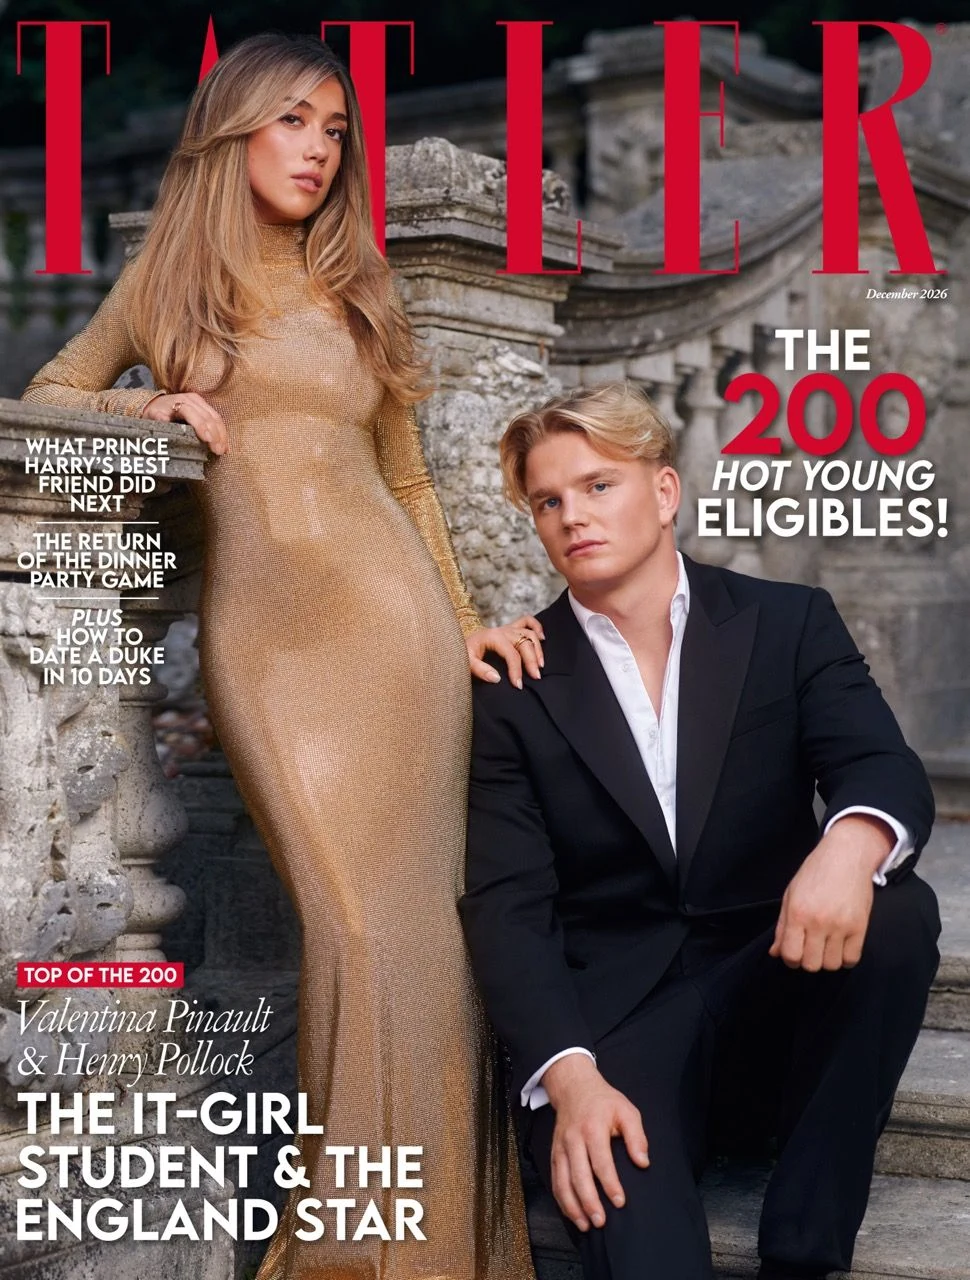 TATLER
December 2026
THE
200
HOT YOUNG
ELIGIBLES!
WHAT PRINCE
HARRY'S BEST
FRIEND DID
NEXT
THE RETURN
OF THE DINNER
PARTY GAME
PLUS
HOW TO
DATE A DUKE
IN 10 DAYS
TOP OF THE 200
Valentina Pinault
& Henry Pollock
THE IT-GIRL
STUDENT & THE
ENGLAND STAR